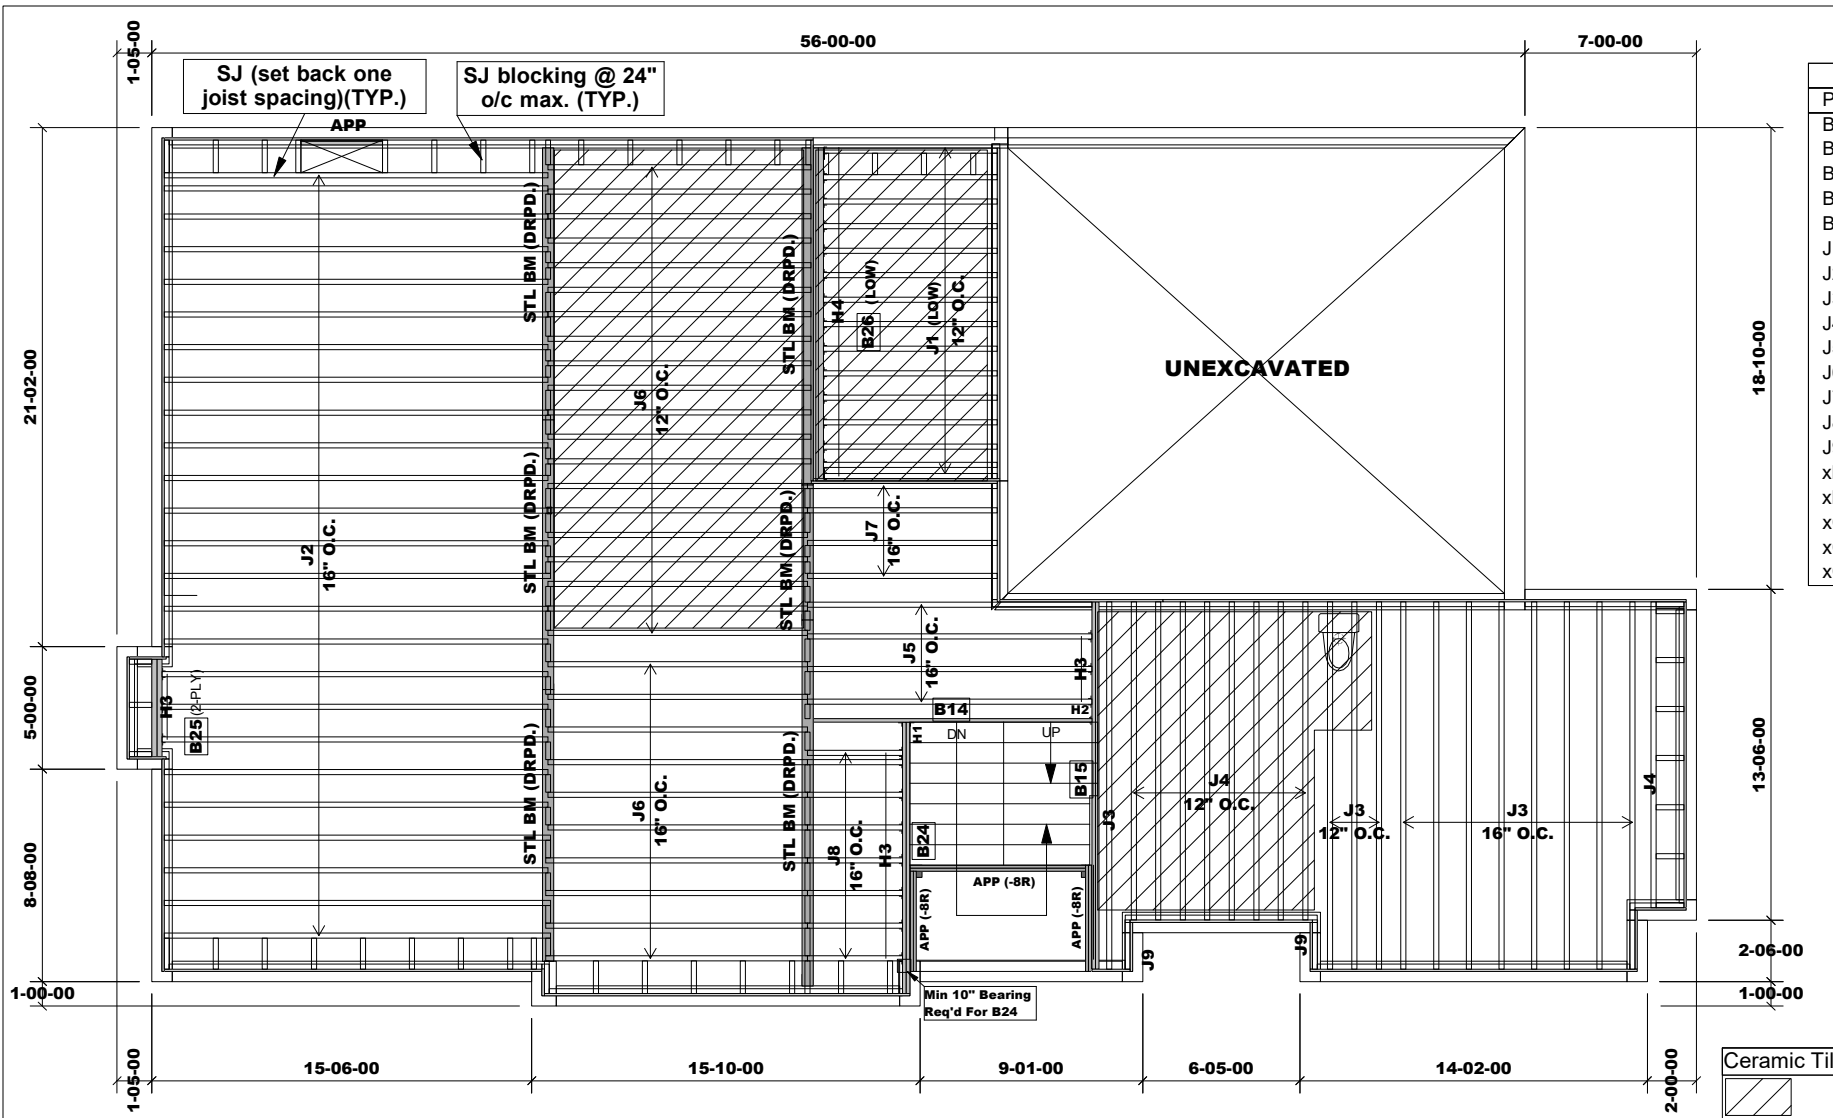 56-00-00
7-00-00
1-05-00
SJ (set back one
joist spacing)(TYP.)
SJ blocking @ 24"
o/c max. (TYP.)
APP
STL BM (DRPD.)
STL BM (DRPD.)
STL BM (DRPD.)
STL BM (DRPD.)
STL BM (DRPD.)
STL BM (DRPD.)
J6
12" O.C.
H4
B26 (LOW)
J1 (LOW)
12" O.C.
UNEXCAVATED
21-02-00
18-10-00
J2
16" O.C.
J7
16" O.C.
J5
16" O.C.
H3
B14
H2
H1
DN
UP
H3
B25 (2-PLY)
5-00-00
8-08-00
1-00-00
J6
16" O.C.
J8
16" O.C.
H3
B24
B15
J3
J4
12" O.C.
J3
12" O.C.
J3
16" O.C.
J4
13-06-00
APP (-8R)
APP (-8R)
APP (-8R)
J9
J9
2-06-00
1-00-00
Min 10" Bearing
Req'd For B24
1-05-00
15-06-00
15-10-00
9-01-00
6-05-00
14-02-00
2-00-00
P
B
B
B
B
B
J
J
J
J
J
J
J
J
J
x
x
x
x
x
Ceramic Til